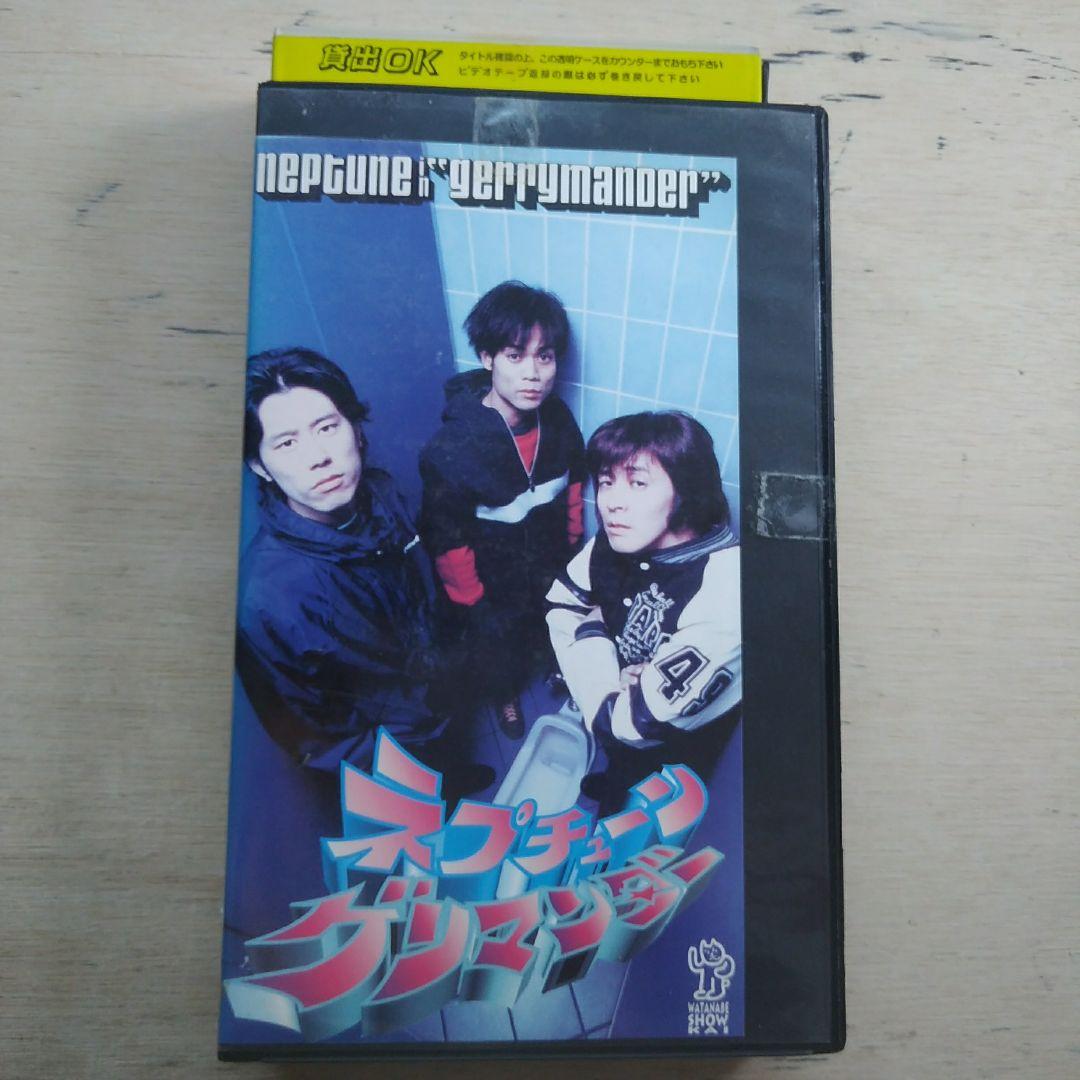 貸出OK
タイトル確認の上、この透明ケースをカウンターまでおもち下さい
ビデオテープ返却の際は必ず巻き戻して下さい
neptune in "gerrymander"
49
ネプチューン
ゲリマンダー
WATANABE
SHOW
KAI